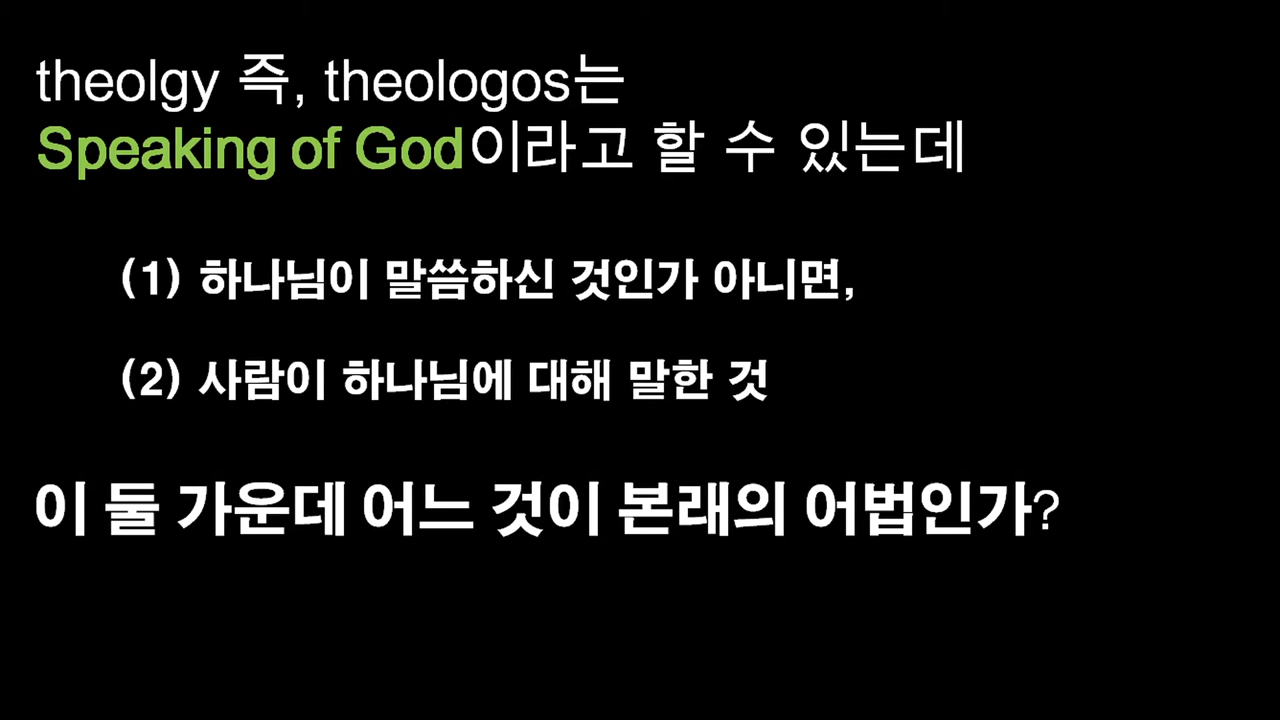 theolgy 즉, theologos는
Speaking of God이라고 할 수 있는데
(1) 하나님이 말씀하신 것인가 아니면,
(2) 사람이 하나님에 대해 말한 것
이 둘 가운데 어느 것이 본래의 어법인가?